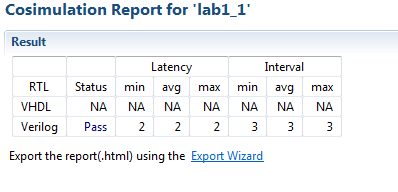 Cosimulation Report for 'lab1_1'
Result
Latency Interval
RTL Status min avg max min avg max
VHDL NA NA NA NA NA NA NA
Verilog Pass 2 2 2 3 3 3
Export the report(.html) using the Export Wizard